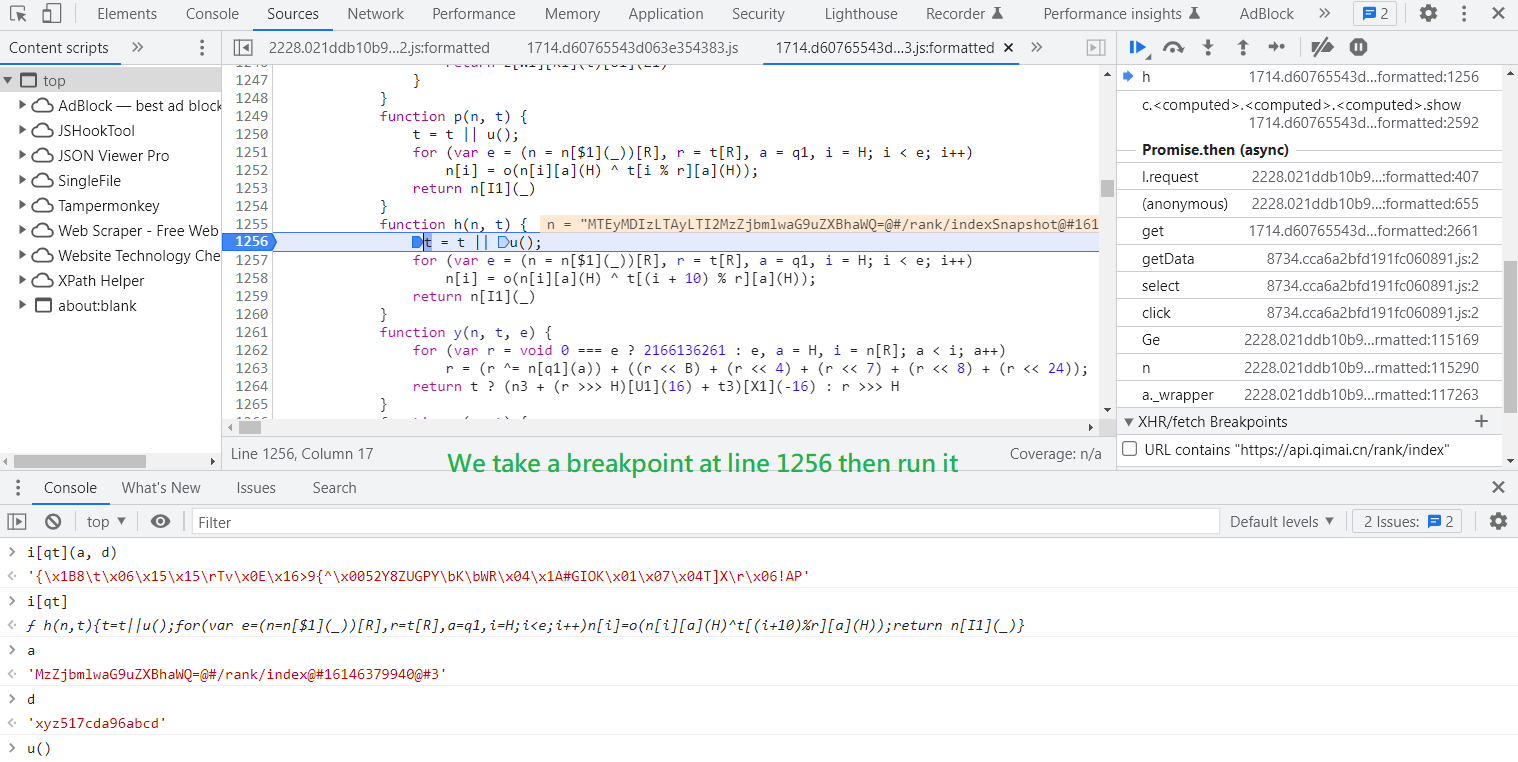 Elements Console Sources Network Performance Memory Application Security Lighthouse Recorder Performance insights AdBlock » 2
Content scripts » 2228.021ddb10b9...2.js:formatted 1714.d60765543d063e354383.js 1714.d60765543d...3.js:formatted × »
top
AdBlock — best ad block
JSHookTool
JSON Viewer Pro
SingleFile
Tampermonkey
Web Scraper - Free Web
Website Technology Che
XPath Helper
about:blank
1247 }
1248 }
1249 function p(n, t) {
1250 t = t || u();
1251 for (var e = (n = n[$1](_))[R], r = t[R], a = q1, i = H; i < e; i++)
1252 n[i] = o(n[i][a](H) ^ t[i % r][a](H));
1253 return n[I1](_)
1254 }
1255 function h(n, t) { n = "MTEyMDIzLTAyLTI2MzZjbmlwaG9uZXBhaWQ=@#/rank/indexSnapshot@#161
1256 t = t || u();
1257 for (var e = (n = n[$1](_))[R], r = t[R], a = q1, i = H; i < e; i++)
1258 n[i] = o(n[i][a](H) ^ t[(i + 10) % r][a](H));
1259 return n[I1](_)
1260 }
1261 function y(n, t, e) {
1262 for (var r = void 0 === e ? 2166136261 : e, a = H, i = n[R]; a < i; a++)
1263 r = (r ^= n[q1](a)) + ((r << B) + (r << 4) + (r << 7) + (r << 8) + (r << 24));
1264 return t ? (n3 + (r >>> H)[U1](16) + t3)[X1](-16) : r >>> H
1265 }
Line 1256, Column 17 Coverage: n/a
We take a breakpoint at line 1256 then run it
h 1714.d60765543d...formatted:1256
c.<computed>.<computed>.<computed>.show
1714.d60765543d...formatted:2592
Promise.then (async)
l.request 2228.021ddb10b9...:formatted:407
(anonymous) 2228.021ddb10b9...:formatted:655
get 1714.d60765543d...formatted:2661
getData 8734.cca6a2bfd191fc060891.js:2
select 8734.cca6a2bfd191fc060891.js:2
click 8734.cca6a2bfd191fc060891.js:2
Ge 2228.021ddb10b9...rmatted:115169
n 2228.021ddb10b9...rmatted:115290
a._wrapper 2228.021ddb10b9...rmatted:117263
XHR/fetch Breakpoints +
URL contains "https://api.qimai.cn/rank/index"
Console What's New Issues Search
top Filter Default levels 2 Issues: 2
i[qt](a, d)
'{\x1B8\t\x06\x15\x15\rTv\x0E\x16>9{^\x0052Y8ZUGPY\bK\bWR\x04\x1A#GIOK\x01\x07\x04T]X\r\x06!AP'
i[qt]
ƒ h(n,t){t=t||u();for(var e=(n=n[$1](_))[R],r=t[R],a=q1,i=H;i<e;i++)n[i]=o(n[i][a](H)^t[(i+10)%r][a](H));return n[I1](_)}
a
'MzZjbmlwaG9uZXBhaWQ=@#/rank/index@#16146379940@#3'
d
'xyz517cda96abcd'
u()